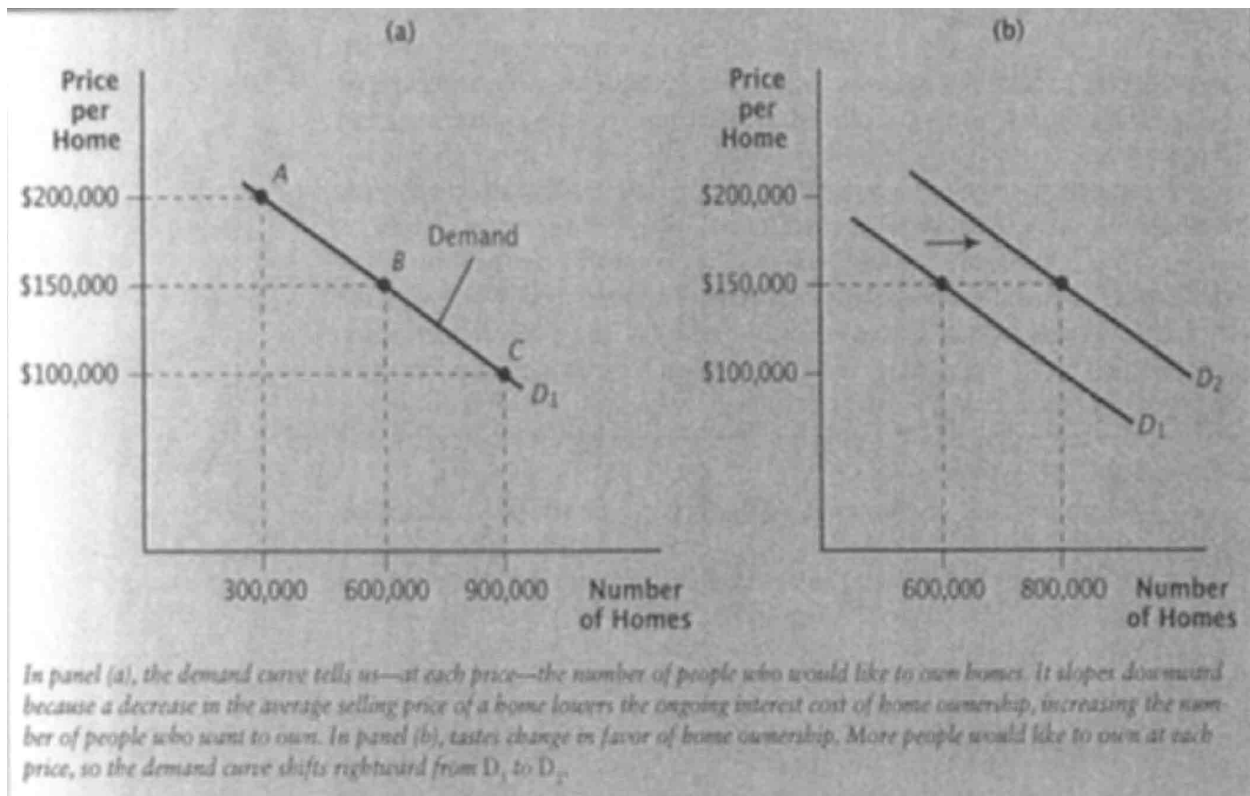 (a)
Price
per
Home
$200,000
$150,000
$100,000
A
B
C
Demand
D1
300,000 600,000 900,000 Number
of Homes
(b)
Price
per
Home
$200,000
$150,000
$100,000
D2
D1
600,000 800,000 Number
of Homes
In panel (a), the demand curve tells us—at each price—the number of people who would like to own homes. It slopes downward
because a decrease in the average selling price of a home lowers the ongoing interest cost of home ownership, increasing the num-
ber of people who want to own. In panel (b), tastes change in favor of home ownership. More people would like to own at each
price, so the demand curve shifts rightward from D1 to D2.